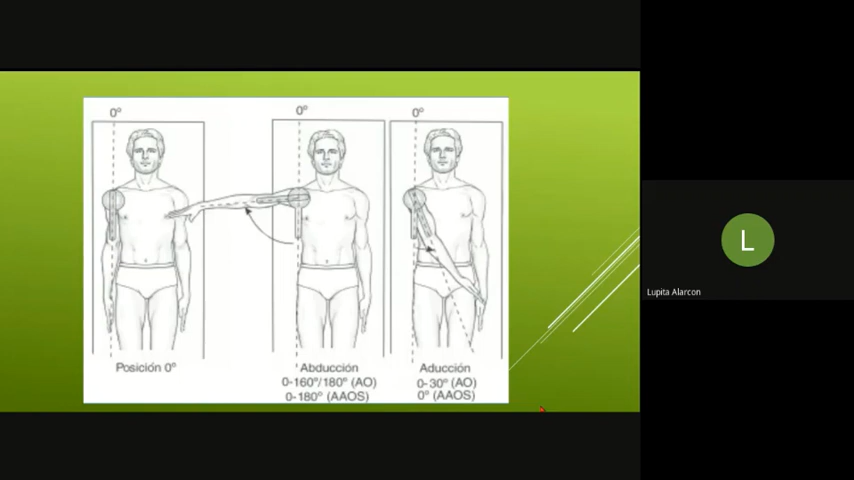 0°
0°
0°
Posición 0°
Abducción
0-160°/180° (AO)
0-180° (AAOS)
Aducción
0-30° (AO)
0° (AAOS)
L
Lupita Alarcon